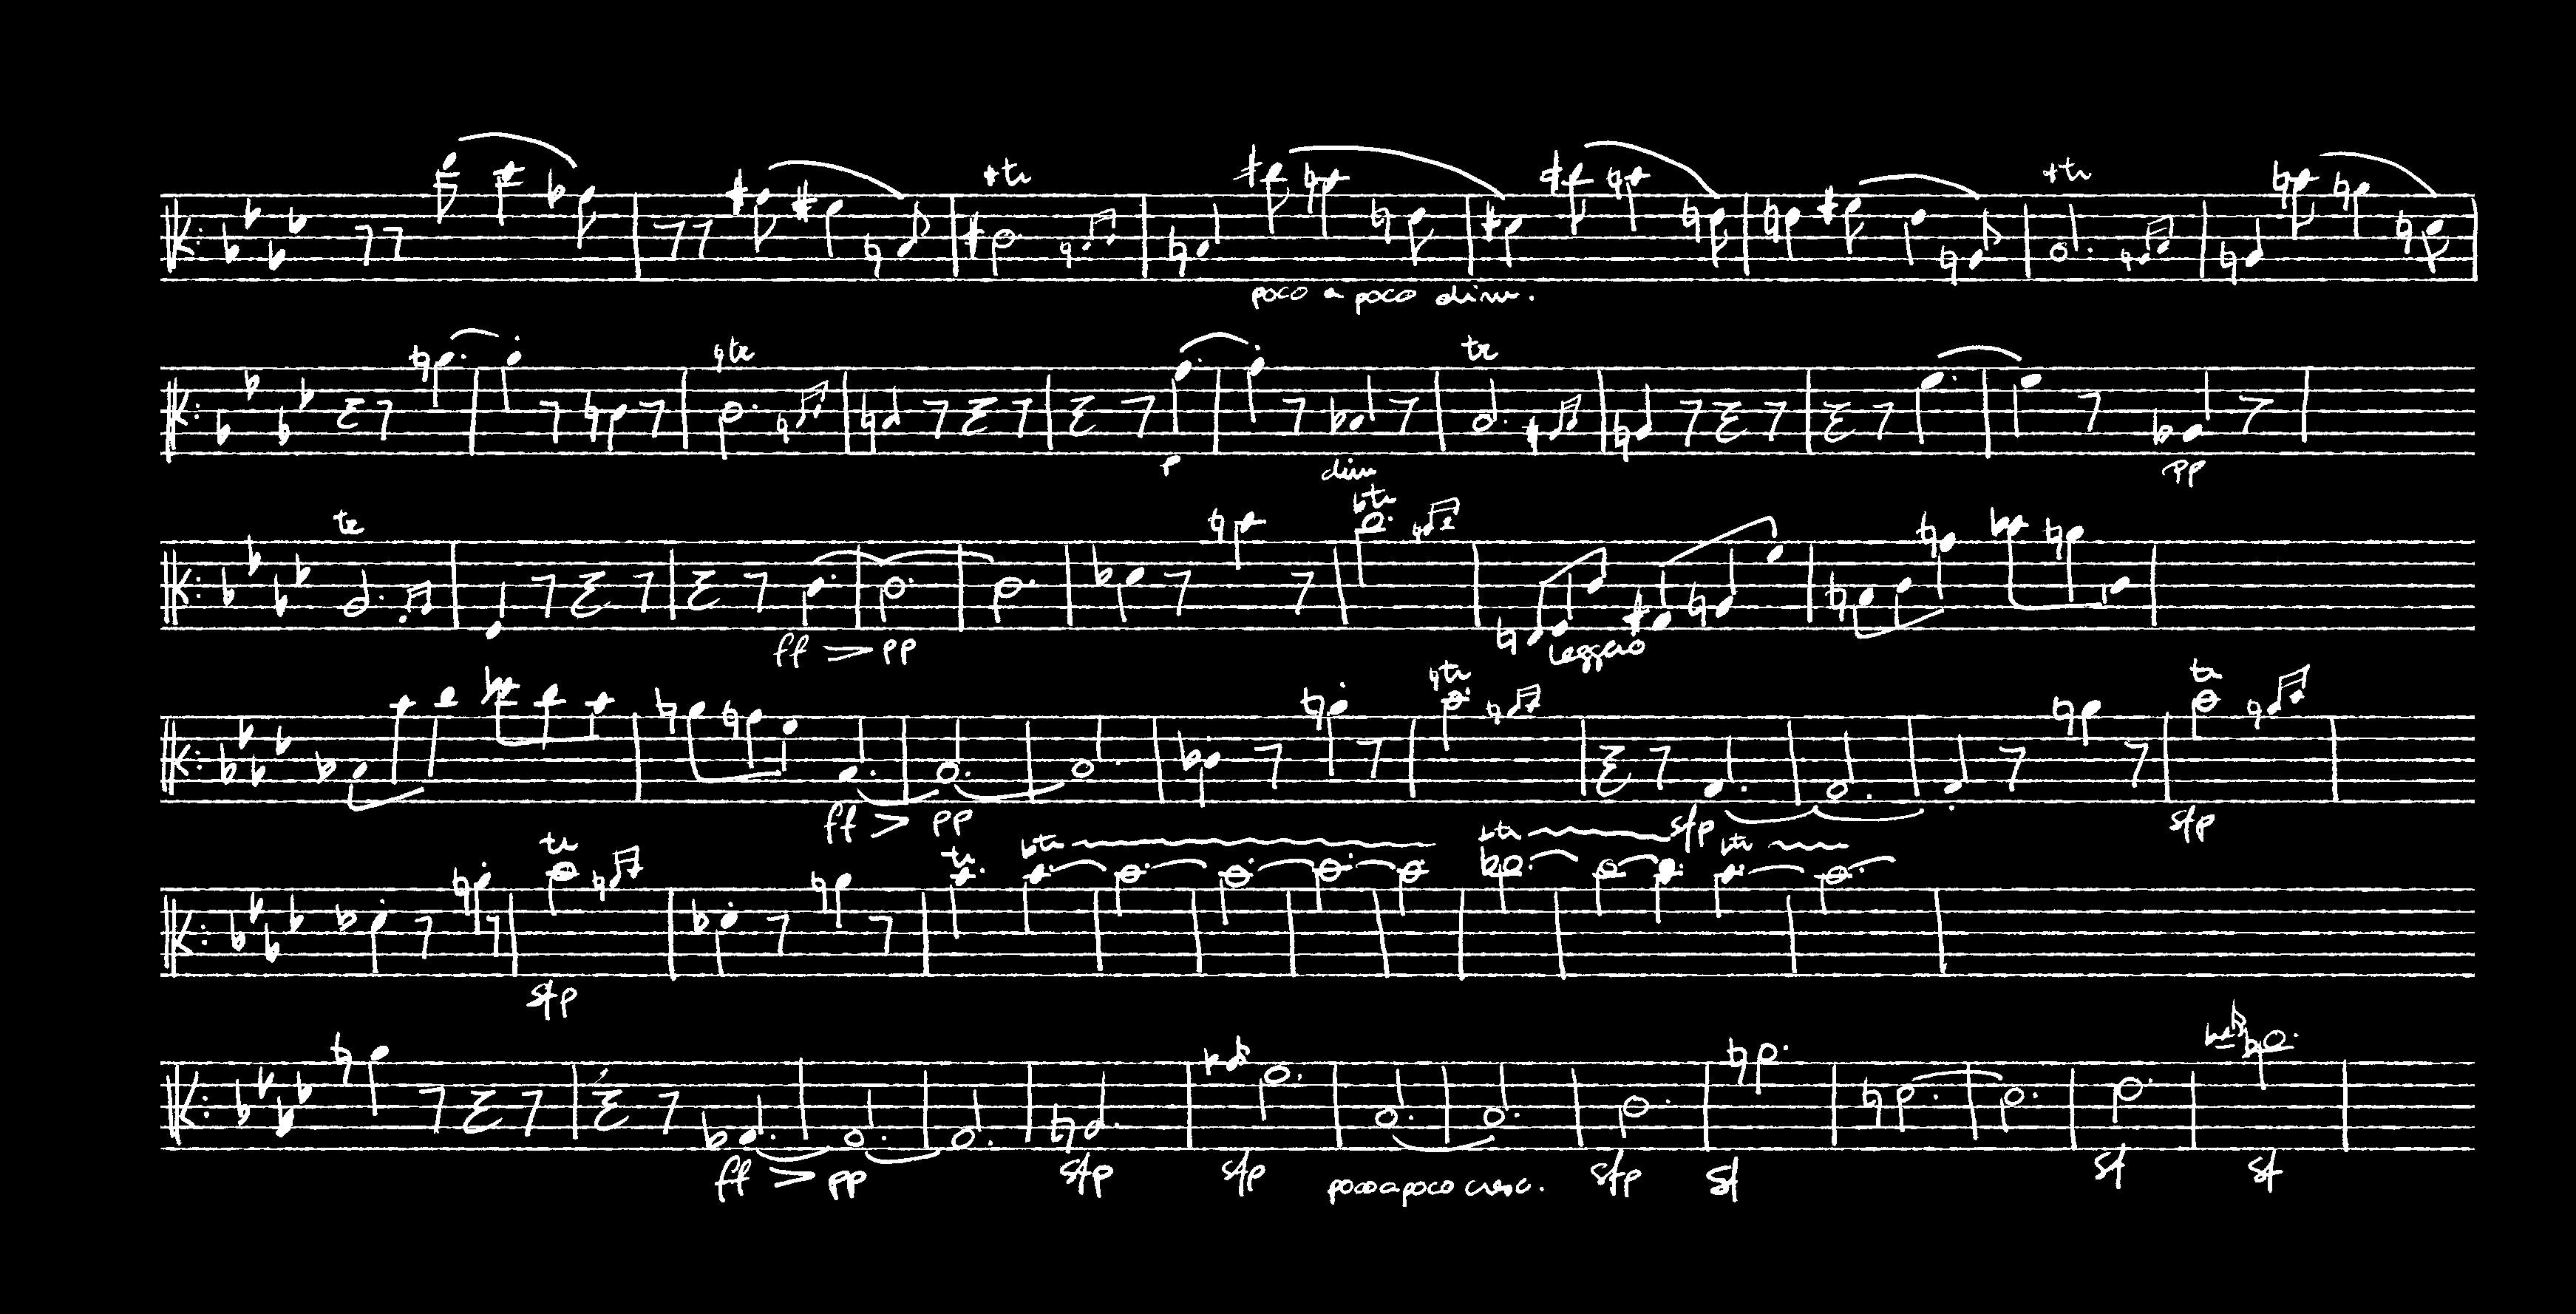 tr
poco a poco dim.
tr
tr
p
dim
pp
tr
tr
ff > pp
leggero
tr
tr
ff > pp
sfp
sfp
tr
tr
tr
tr
tr
sfp
ff > pp
sfp
sfp
poco a poco cresc.
sfp
sf
sf
sf